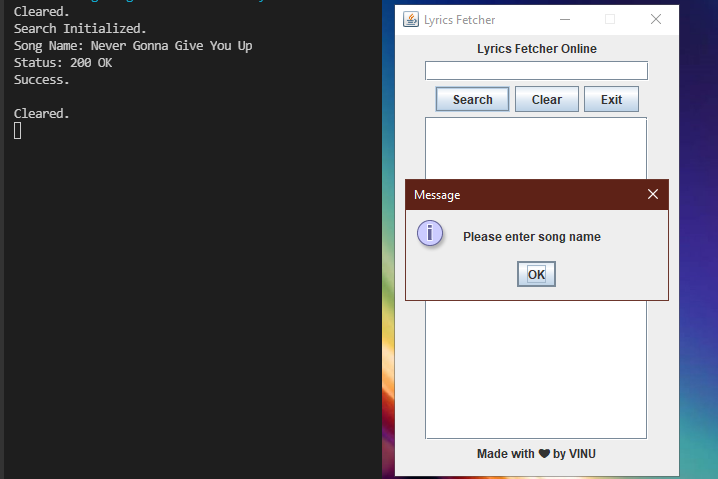 Cleared.
Search Initialized.
Song Name: Never Gonna Give You Up
Status: 200 OK
Success.
Cleared.
Lyrics Fetcher
Lyrics Fetcher Online
Search Clear Exit
Message
Please enter song name
OK
Made with ❤ by VINU